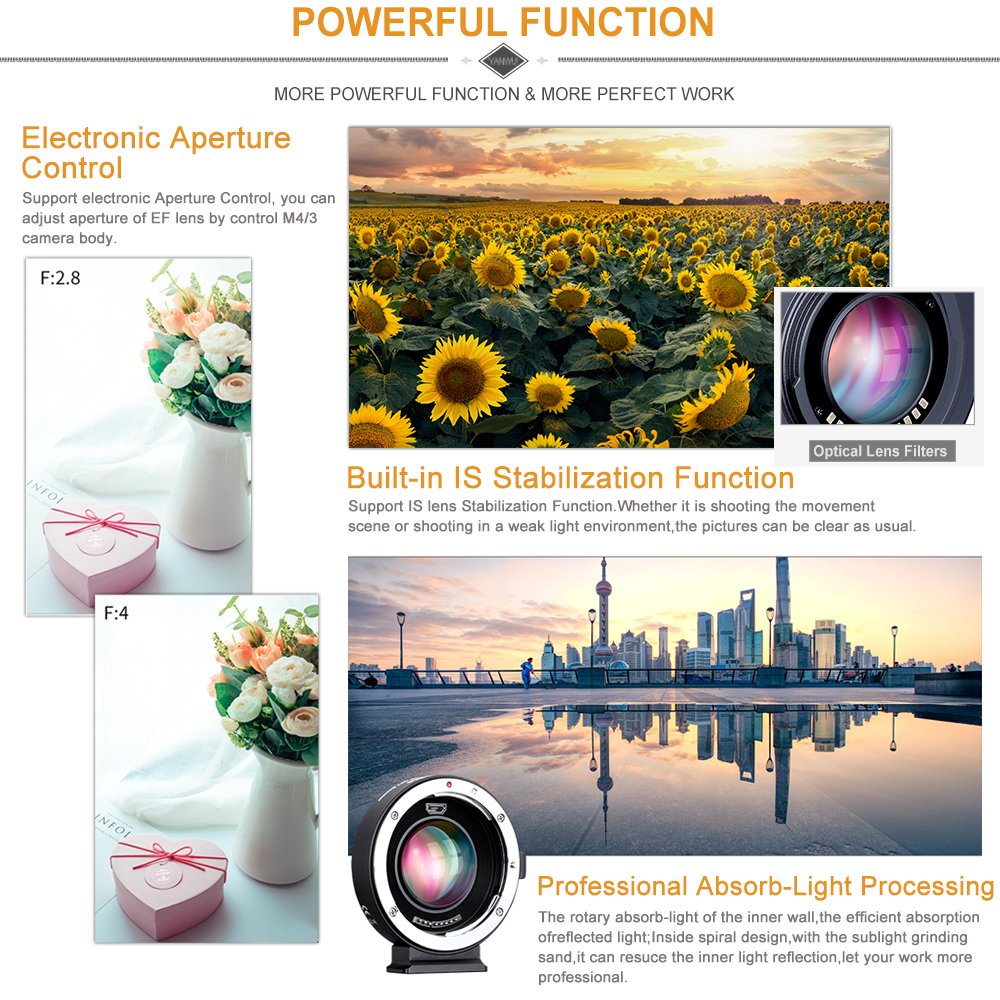 POWERFUL FUNCTION
YANWU
MORE POWERFUL FUNCTION & MORE PERFECT WORK
Electronic Aperture
Control
Support electronic Aperture Control, you can
adjust aperture of EF lens by control M4/3
camera body.
F:2.8
INFOI
F:4
INFOI
Optical Lens Filters
Built-in IS Stabilization Function
Support IS lens Stabilization Function.Whether it is shooting the movement
scene or shooting in a weak light environment,the pictures can be clear as usual.
Professional Absorb-Light Processing
The rotary absorb-light of the inner wall,the efficient absorption
ofreflected light;Inside spiral design,with the sublight grinding
sand,it can resuce the inner light reflection,let your work more
professional.